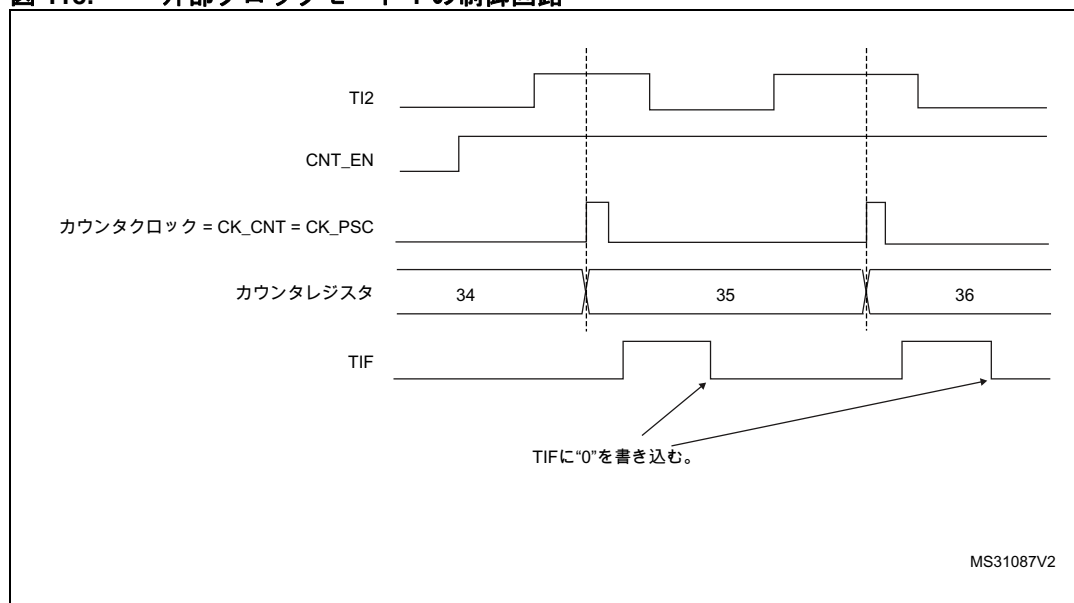 TI2
CNT_EN
カウンタクロック = CK_CNT = CK_PSC
カウンタレジスタ
34
35
36
TIF
TIFに“0”を書き込む。
MS31087V2